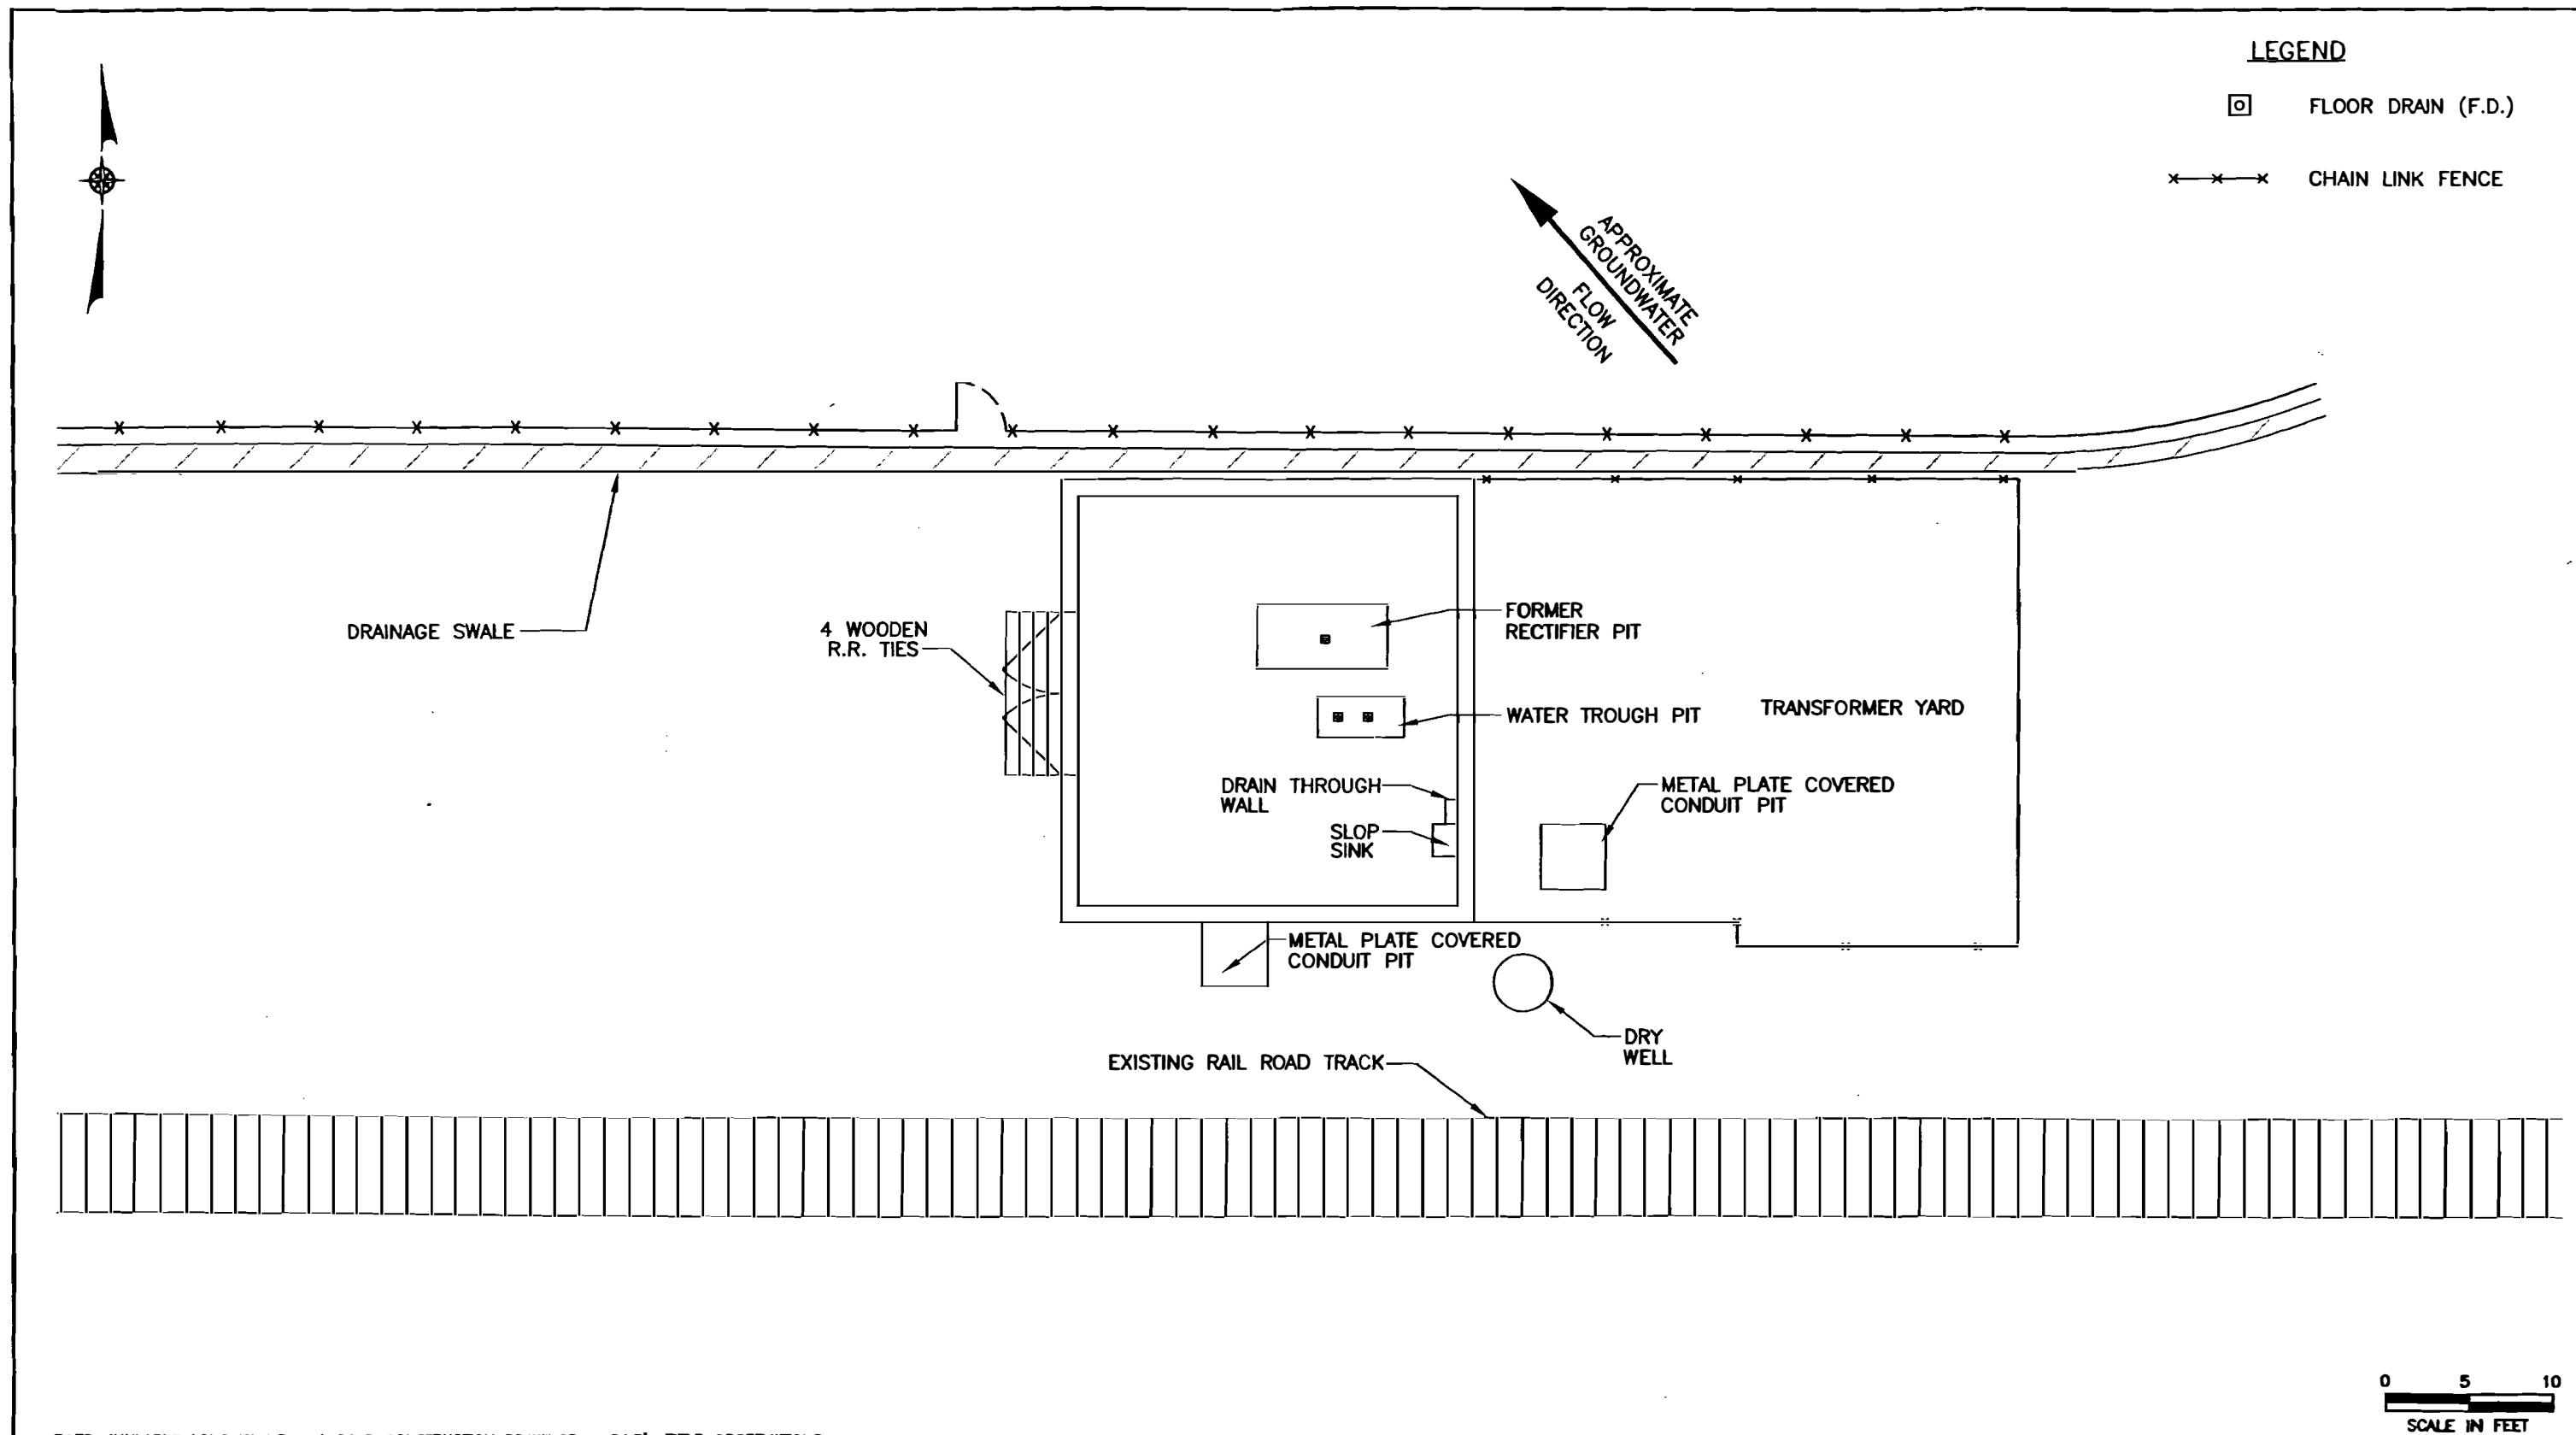 LEGEND
FLOOR DRAIN (F.D.)
CHAIN LINK FENCE
APPROXIMATE
GROUNDWATER
FLOW
DIRECTION
DRAINAGE SWALE
4 WOODEN
R.R. TIES
FORMER
RECTIFIER PIT
WATER TROUGH PIT
TRANSFORMER YARD
DRAIN THROUGH
WALL
METAL PLATE COVERED
CONDUIT PIT
SLOP
SINK
METAL PLATE COVERED
CONDUIT PIT
DRY
WELL
EXISTING RAIL ROAD TRACK
0 5 10
SCALE IN FEET